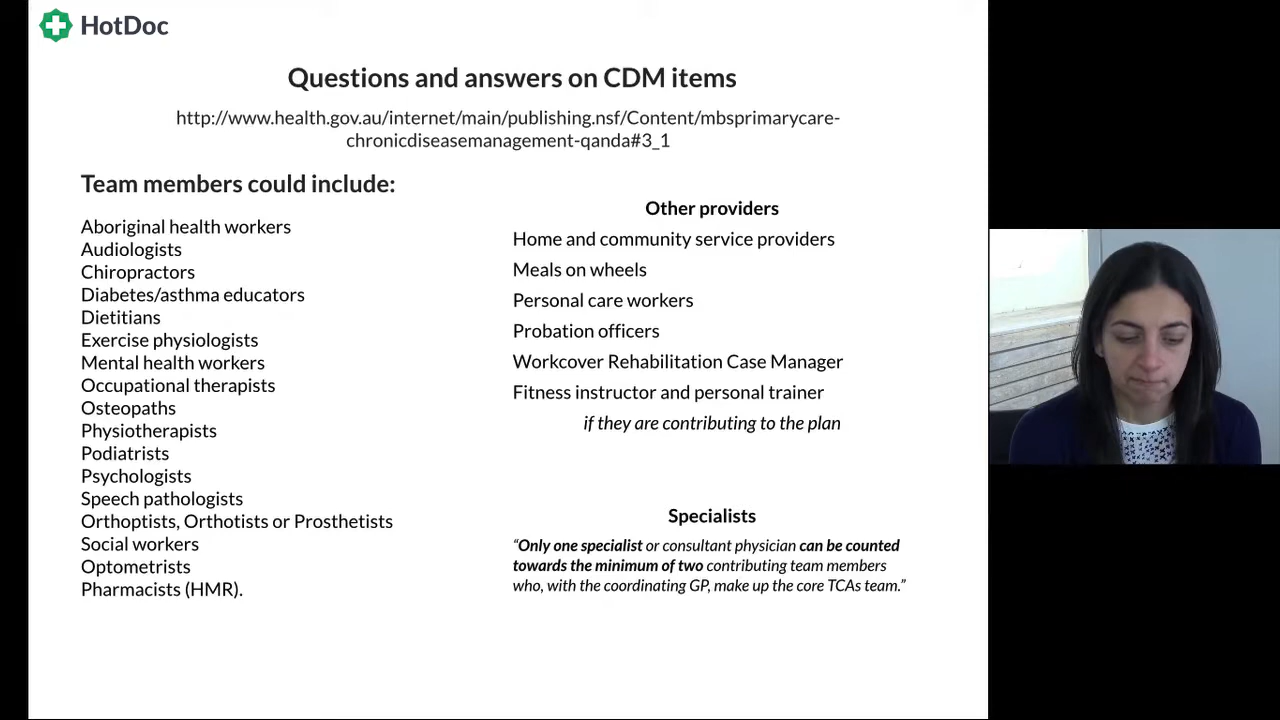 HotDoc
Questions and answers on CDM items
http://www.health.gov.au/internet/main/publishing.nsf/Content/mbsprimarycare-
chronicdiseasemanagement-qanda#3_1
Team members could include:
Aboriginal health workers
Audiologists
Chiropractors
Diabetes/asthma educators
Dietitians
Exercise physiologists
Mental health workers
Occupational therapists
Osteopaths
Physiotherapists
Podiatrists
Psychologists
Speech pathologists
Orthoptists, Orthotists or Prosthetists
Social workers
Optometrists
Pharmacists (HMR).
Other providers
Home and community service providers
Meals on wheels
Personal care workers
Probation officers
Workcover Rehabilitation Case Manager
Fitness instructor and personal trainer
if they are contributing to the plan
Specialists
“Only one specialist or consultant physician can be counted
towards the minimum of two contributing team members
who, with the coordinating GP, make up the core TCAs team.”